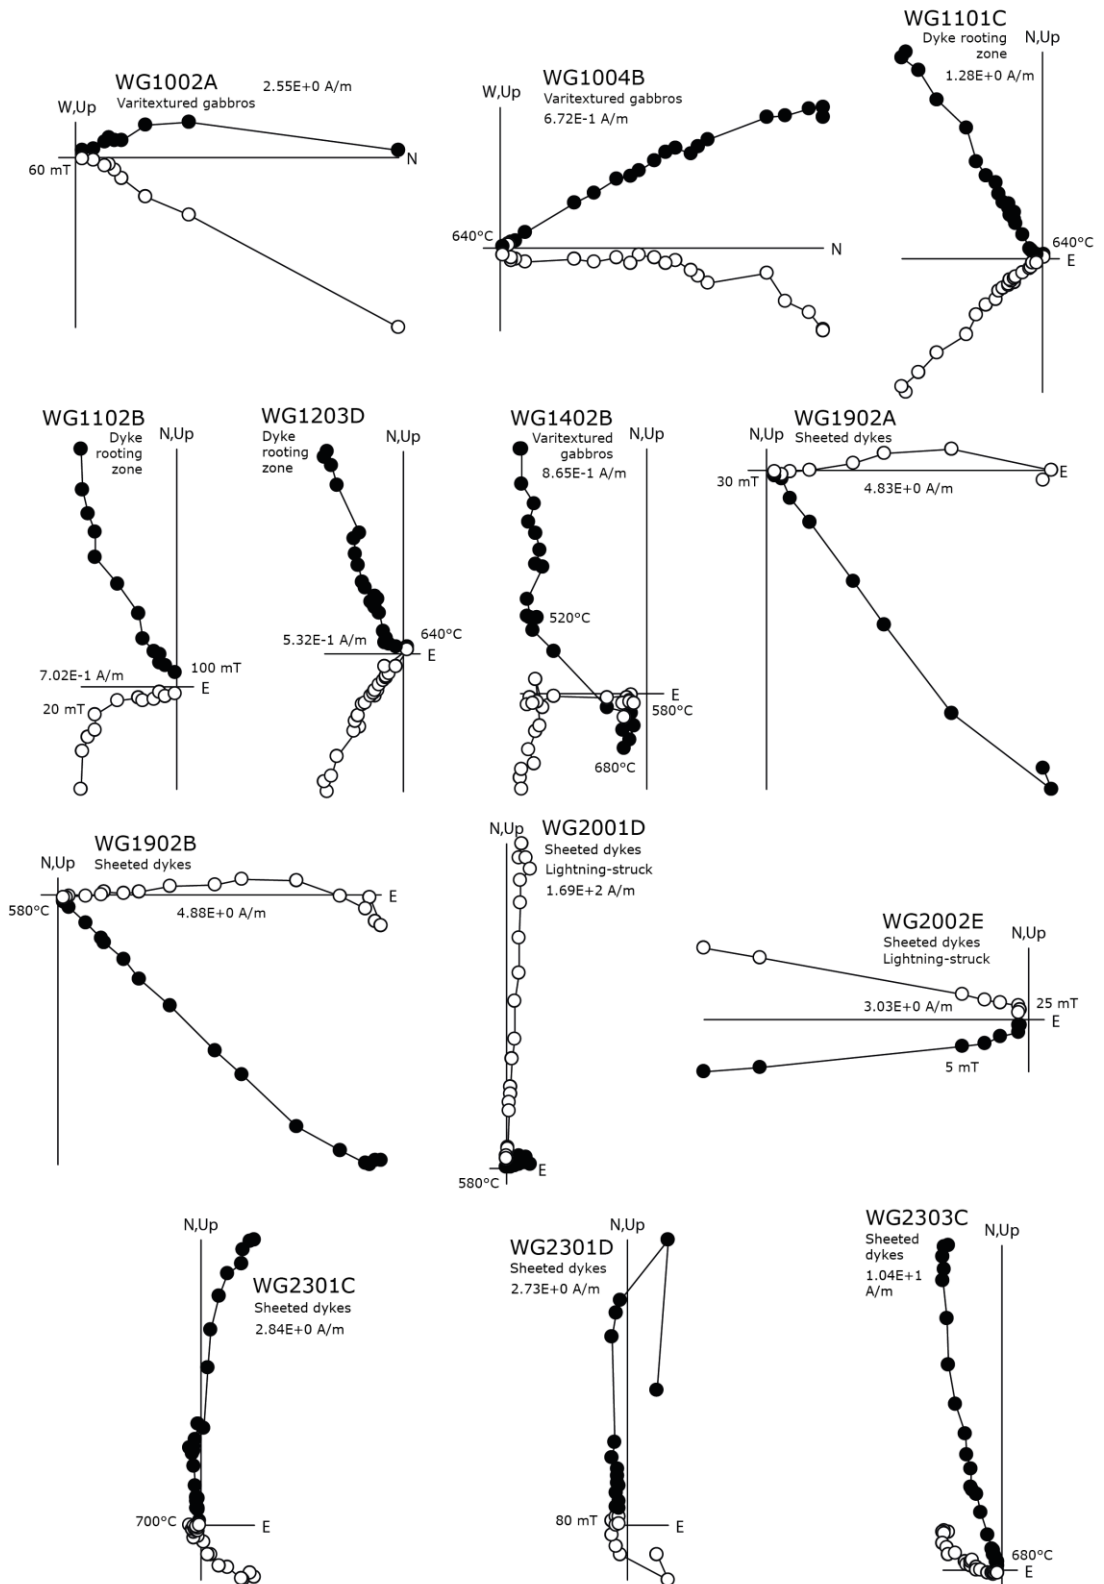 WG1002A
Varitextured gabbros
2.55E+0 A/m
W,Up
N
60 mT
WG1004B
Varitextured gabbros
6.72E-1 A/m
W,Up
640°C
N
WG1101C
Dyke rooting
zone
1.28E+0 A/m
N,Up
640°C
E
WG1102B
Dyke
rooting
zone
N,Up
7.02E-1 A/m
100 mT
E
20 mT
WG1203D
Dyke
rooting
zone
N,Up
5.32E-1 A/m
640°C
E
WG1402B
Varitextured
gabbros
8.65E-1 A/m
N,Up
520°C
E
580°C
680°C
WG1902A
Sheeted dykes
N,Up
30 mT
E
4.83E+0 A/m
WG1902B
Sheeted dykes
N,Up
580°C
E
4.88E+0 A/m
WG2001D
Sheeted dykes
Lightning-struck
1.69E+2 A/m
N,Up
580°C
E
WG2002E
Sheeted dykes
Lightning-struck
N,Up
3.03E+0 A/m
25 mT
E
5 mT
WG2301C
Sheeted dykes
2.84E+0 A/m
N,Up
700°C
E
WG2301D
Sheeted dykes
2.73E+0 A/m
N,Up
80 mT
E
WG2303C
Sheeted
dykes
1.04E+1
A/m
N,Up
680°C
E